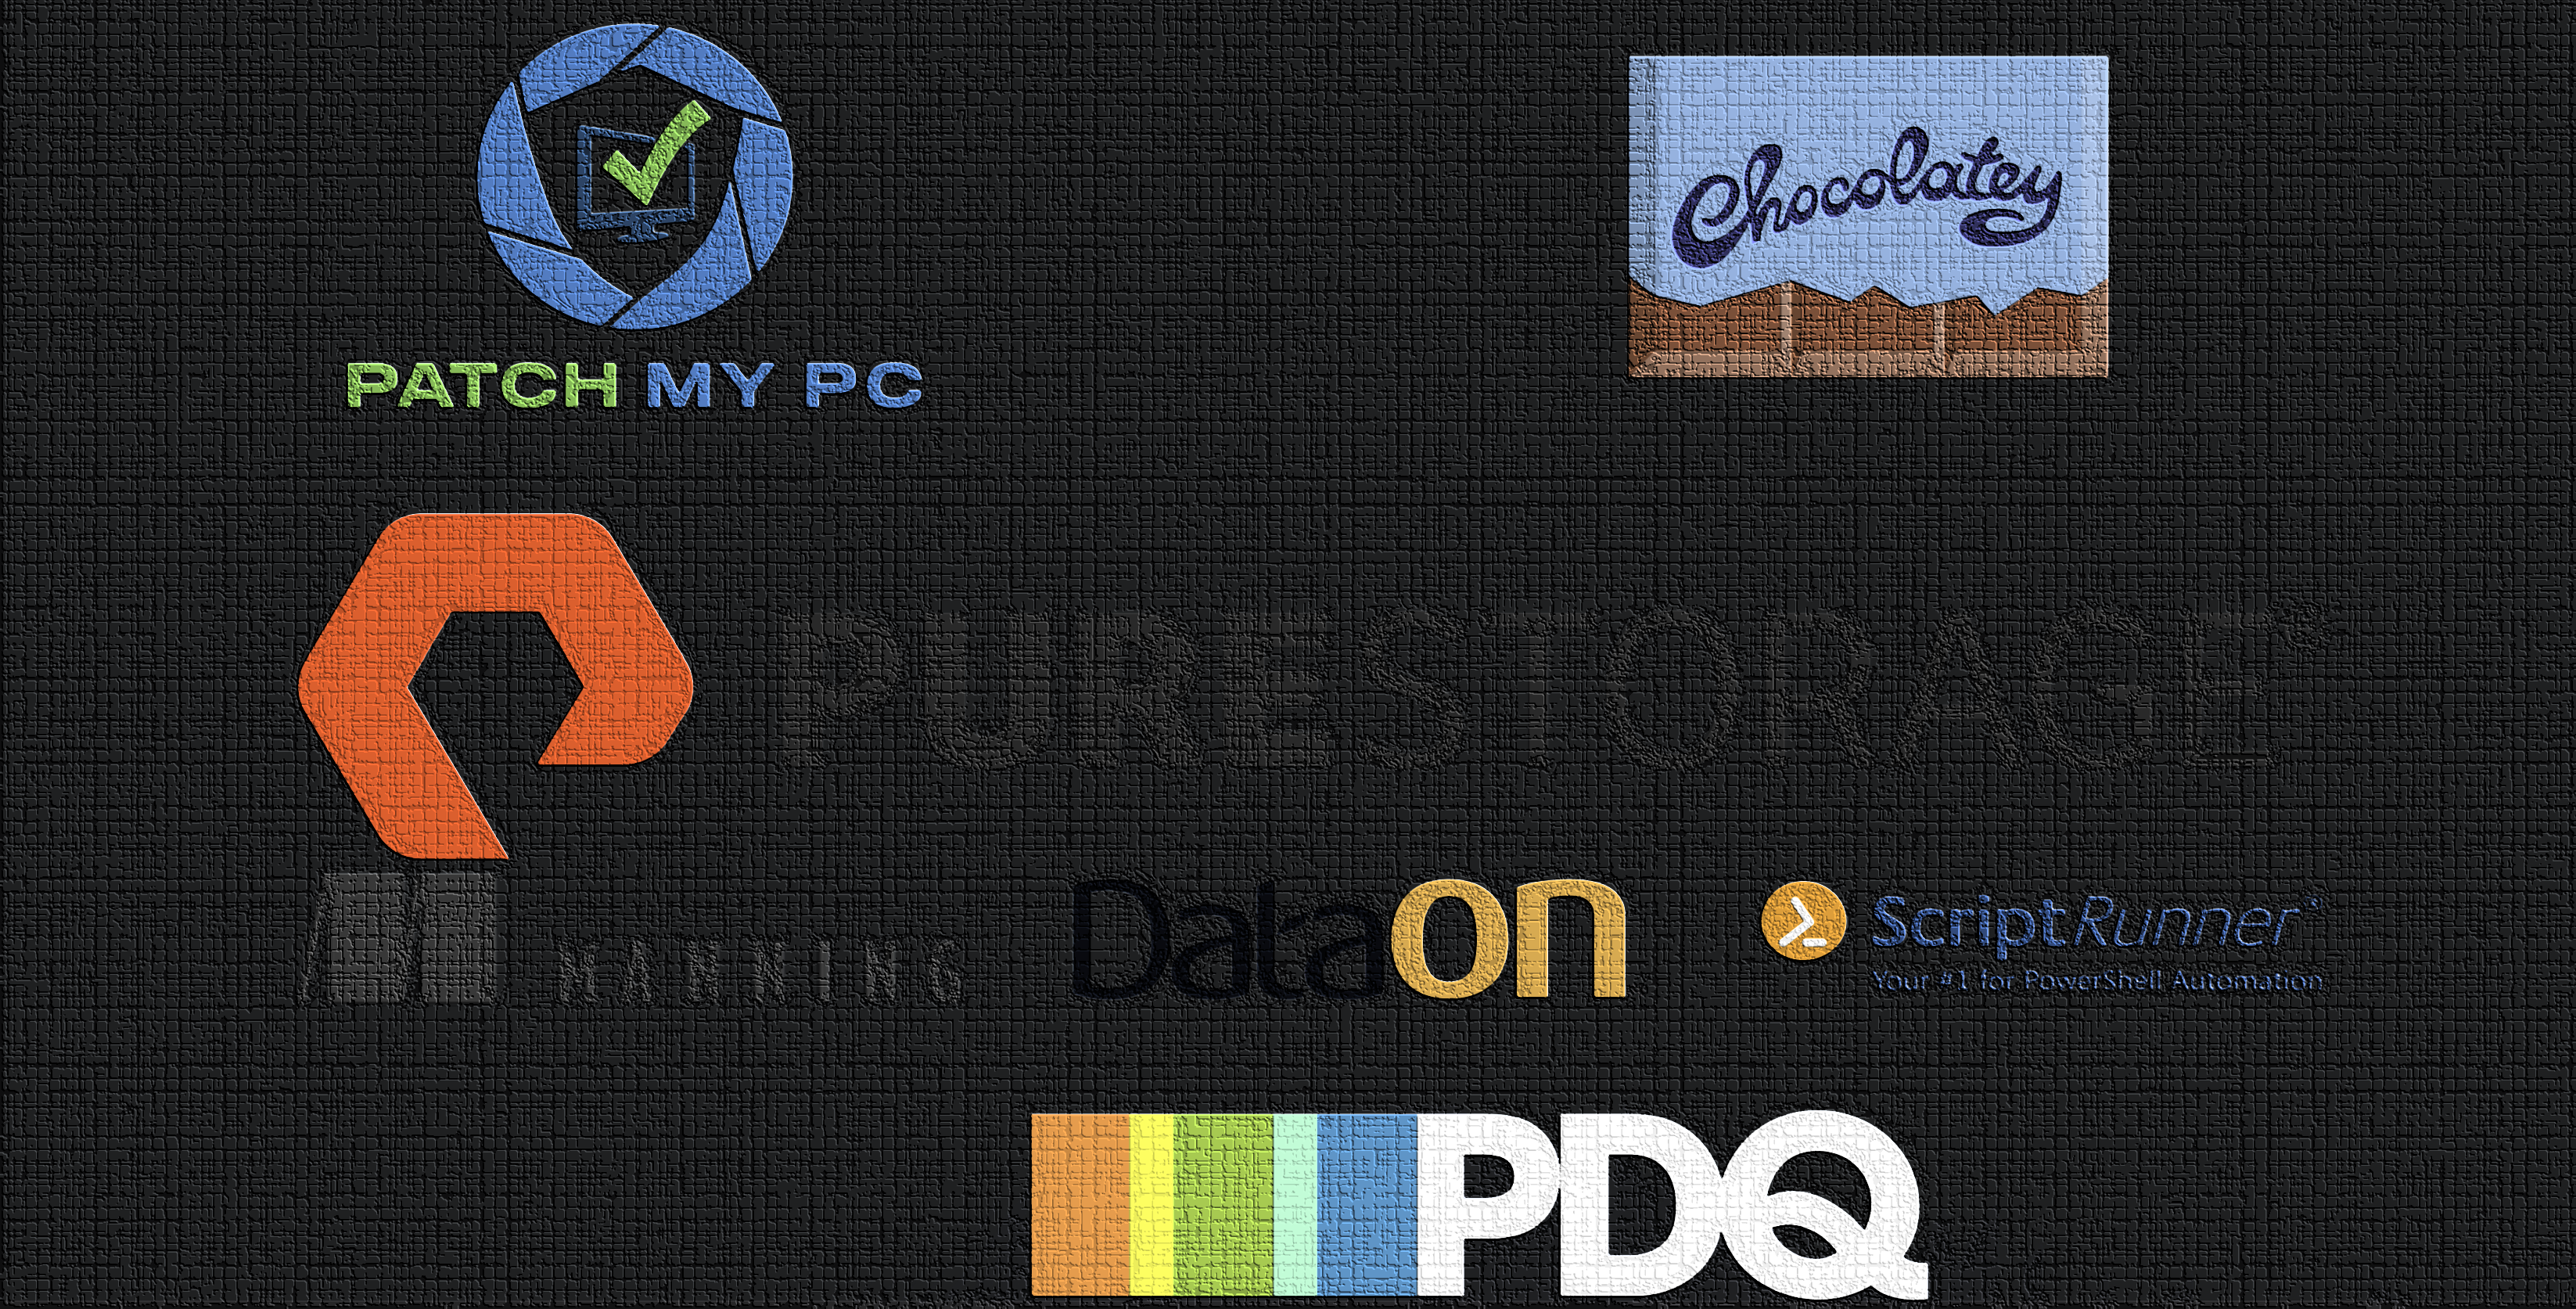 PATCH MY PC
Chocolatey
PURESTORAGE
MANNING
Dataon
ScriptRunner
Your #1 for PowerShell Automation
PDQ